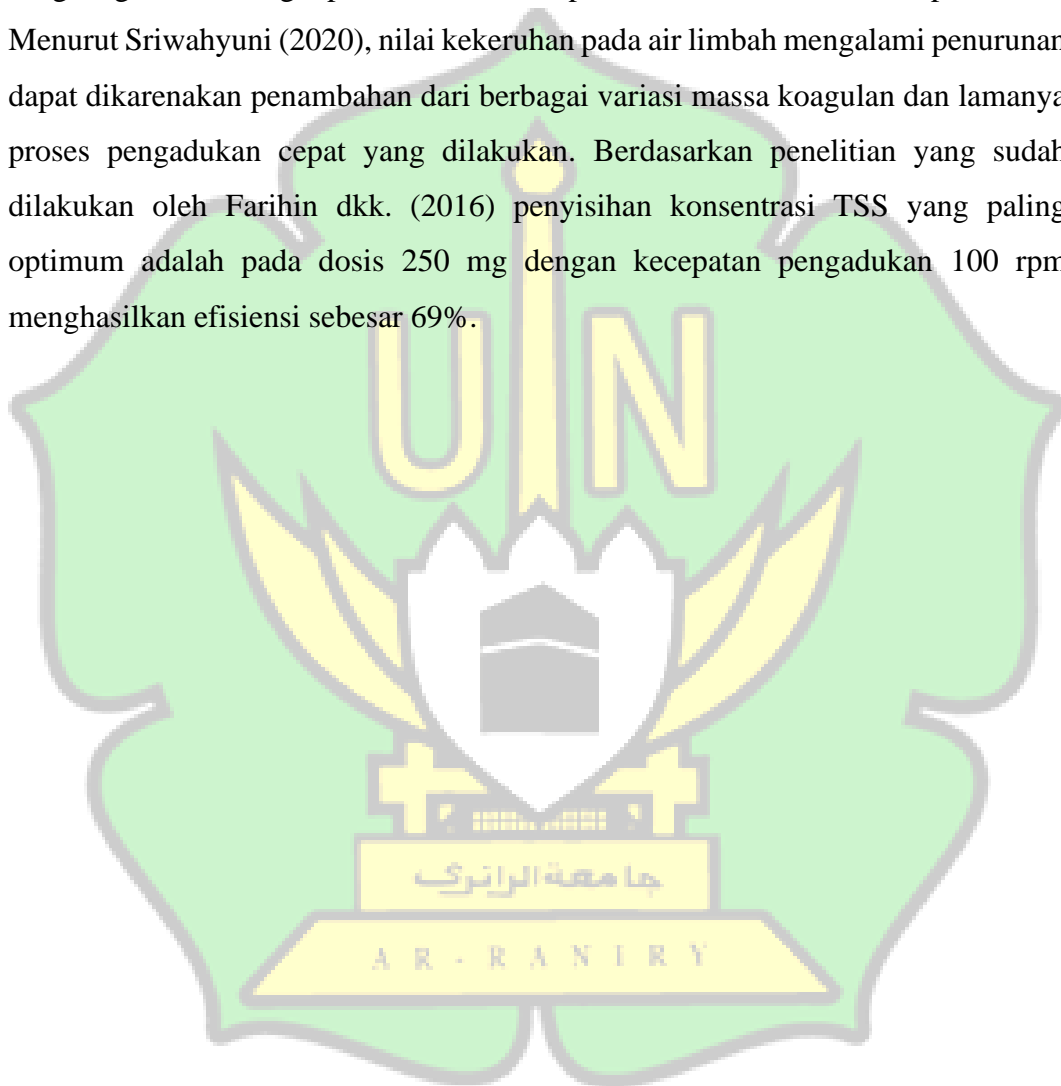 Menurut Sriwahyuni (2020), nilai kekeruhan pada air limbah mengalami penurunan
dapat dikarenakan penambahan dari berbagai variasi massa koagulan dan lamanya
proses pengadukan cepat yang dilakukan. Berdasarkan penelitian yang sudah
dilakukan oleh Farihin dkk. (2016) penyisihan konsentrasi TSS yang paling
optimum adalah pada dosis 250 mg dengan kecepatan pengadukan 100 rpm
menghasilkan efisiensi sebesar 69%.
U N
جامعة الرانري
AR-RANIRY